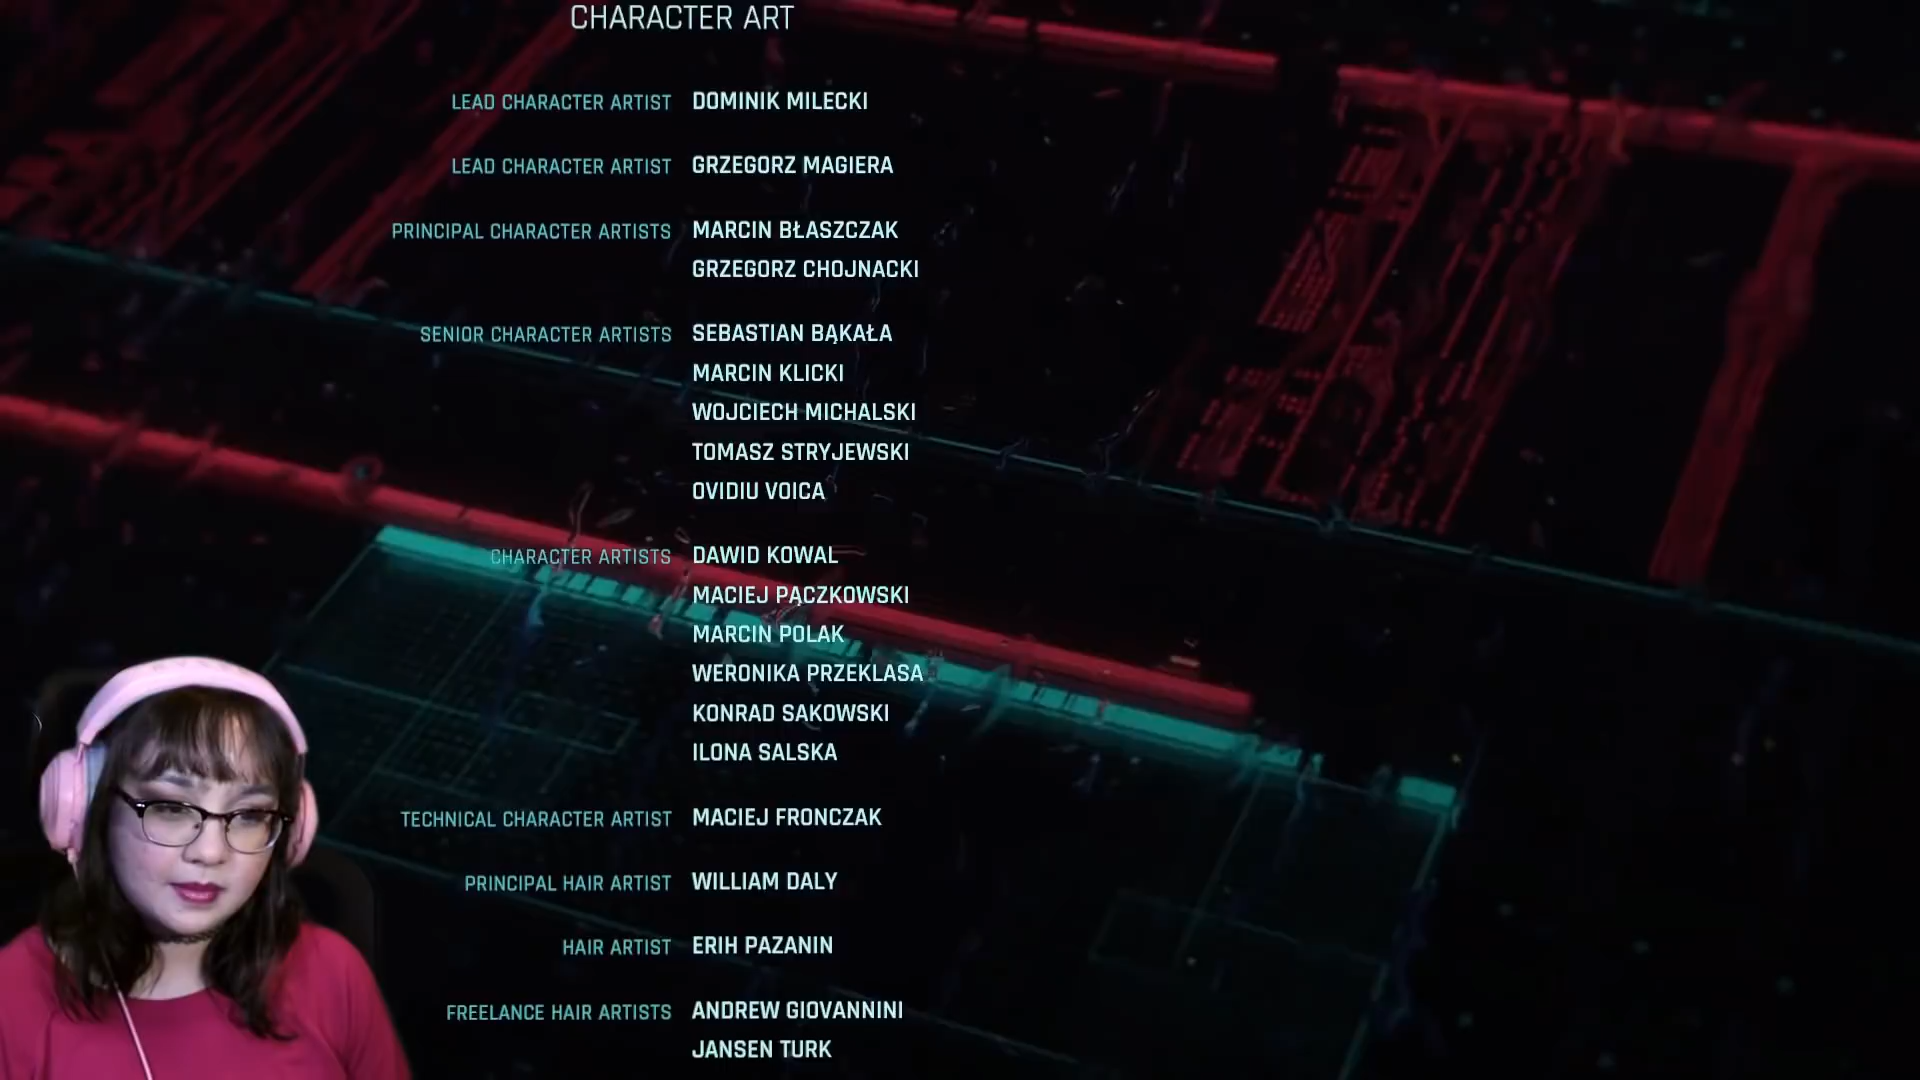 CHARACTER ART
LEAD CHARACTER ARTIST DOMINIK MILECKI
LEAD CHARACTER ARTIST GRZEGORZ MAGIERA
PRINCIPAL CHARACTER ARTISTS MARCIN BŁASZCZAK
GRZEGORZ CHOJNACKI
SENIOR CHARACTER ARTISTS SEBASTIAN BĄKAŁA
MARCIN KLICKI
WOJCIECH MICHALSKI
TOMASZ STRYJEWSKI
OVIDIU VOICA
CHARACTER ARTISTS DAWID KOWAL
MACIEJ PĄCZKOWSKI
MARCIN POLAK
WERONIKA PRZEKLASA
KONRAD SAKOWSKI
ILONA SALSKA
TECHNICAL CHARACTER ARTIST MACIEJ FRONCZAK
PRINCIPAL HAIR ARTIST WILLIAM DALY
HAIR ARTIST ERIH PAZANIN
FREELANCE HAIR ARTISTS ANDREW GIOVANNINI
JANSEN TURK